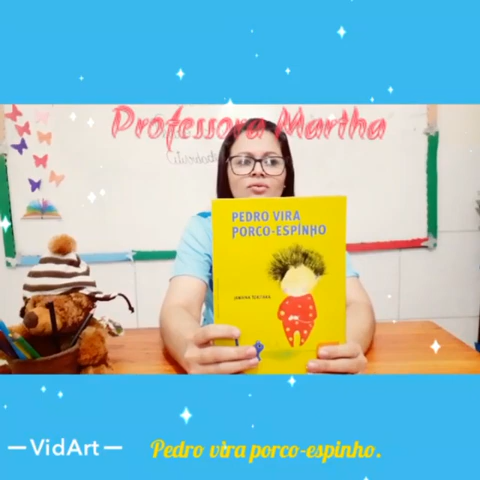 Professora Martha
PEDRO VIRA
PORCO-ESPINHO
VidArt
Pedro vira porco-espinho.